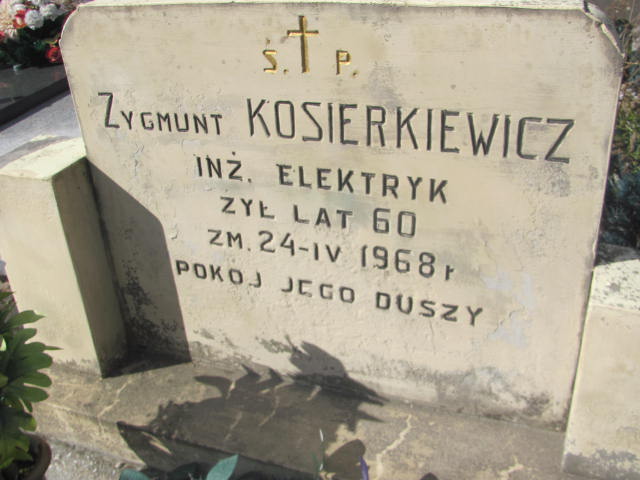 Ś. P.
Zygmunt KOSIERKIEWICZ
INŻ. ELEKTRYK
ŻYŁ LAT 60
ZM. 24-IV 1968 r
POKOJ JEGO DUSZY